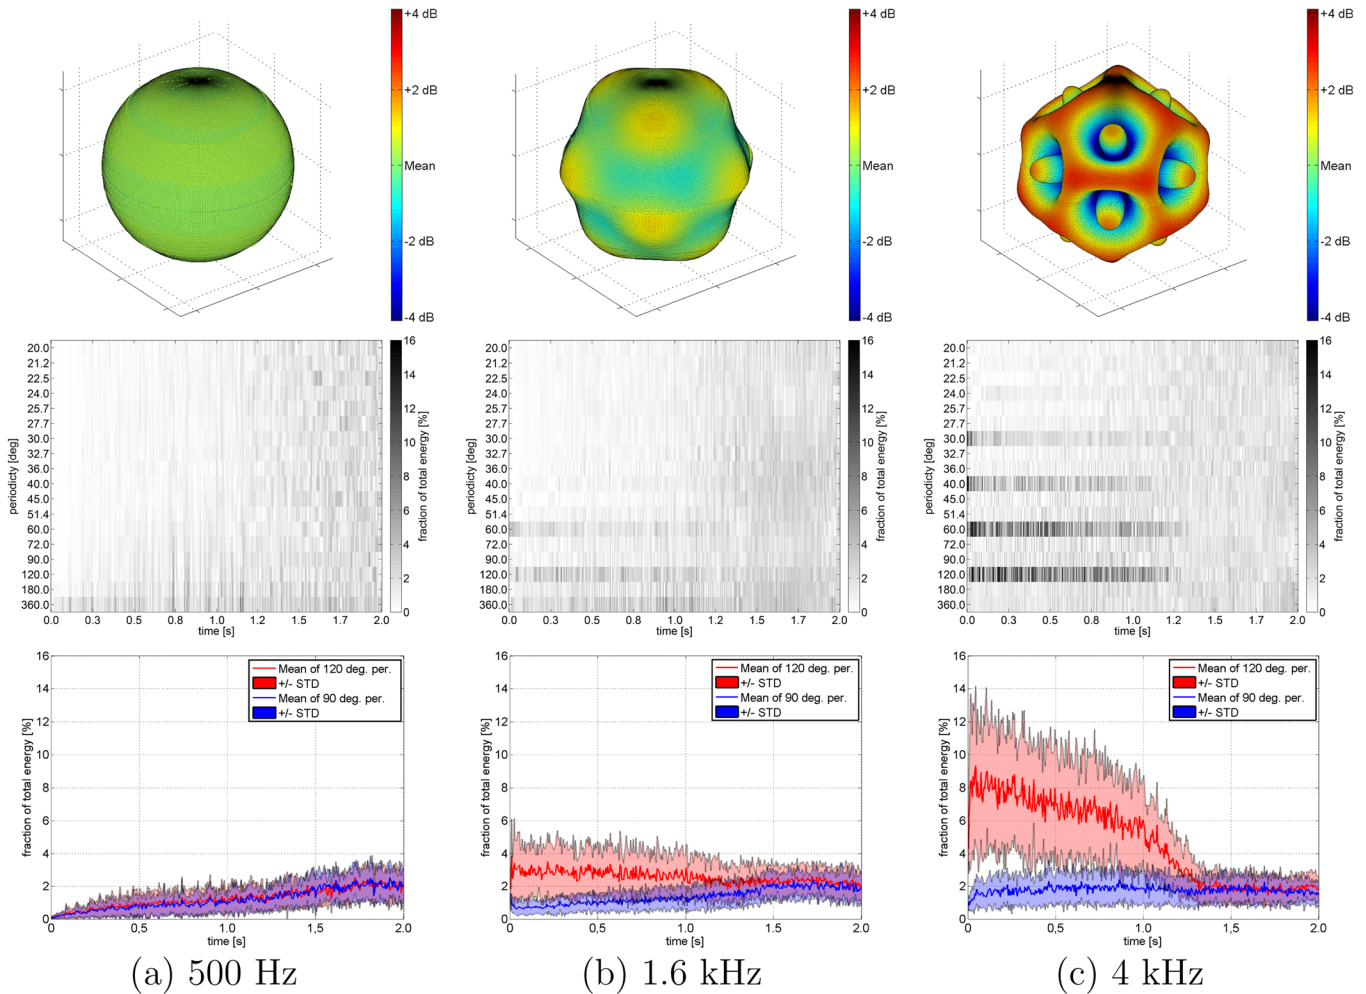 +4 dB
+2 dB
Mean
-2 dB
-4 dB
+4 dB
+2 dB
Mean
-2 dB
-4 dB
+4 dB
+2 dB
Mean
-2 dB
-4 dB
periodicty [deg]
20.0
21.2
22.5
24.0
25.7
27.7
30.0
32.7
36.0
40.0
45.0
51.4
60.0
72.0
90.0
120.0
180.0
360.0
0.0 0.3 0.5 0.8 1.0 1.2 1.5 1.7 2.0
time [s]
16
14
12
10
8
6
4
2
0
fraction of total energy [%]
periodicty [deg]
20.0
21.2
22.5
24.0
25.7
27.7
30.0
32.7
36.0
40.0
45.0
51.4
60.0
72.0
90.0
120.0
180.0
360.0
0.0 0.3 0.5 0.8 1.0 1.2 1.5 1.7 2.0
time [s]
16
14
12
10
8
6
4
2
0
fraction of total energy [%]
periodicty [deg]
20.0
21.2
22.5
24.0
25.7
27.7
30.0
32.7
36.0
40.0
45.0
51.4
60.0
72.0
90.0
120.0
180.0
360.0
0.0 0.3 0.5 0.8 1.0 1.2 1.5 1.7 2.0
time [s]
16
14
12
10
8
6
4
2
0
fraction of total energy [%]
fraction of total energy [%]
16
14
12
10
8
6
4
2
0
Mean of 120 deg. per.
+/- STD
Mean of 90 deg. per.
+/- STD
0 0.5 1.0 1.5 2.0
time [s]
fraction of total energy [%]
16
14
12
10
8
6
4
2
0
Mean of 120 deg. per.
+/- STD
Mean of 90 deg. per.
+/- STD
0 0.5 1.0 1.5 2.0
time [s]
fraction of total energy [%]
16
14
12
10
8
6
4
2
0
Mean of 120 deg. per.
+/- STD
Mean of 90 deg. per.
+/- STD
0 0,5 1.0 1.5 2.0
time [s]
(a) 500 Hz
(b) 1.6 kHz
(c) 4 kHz